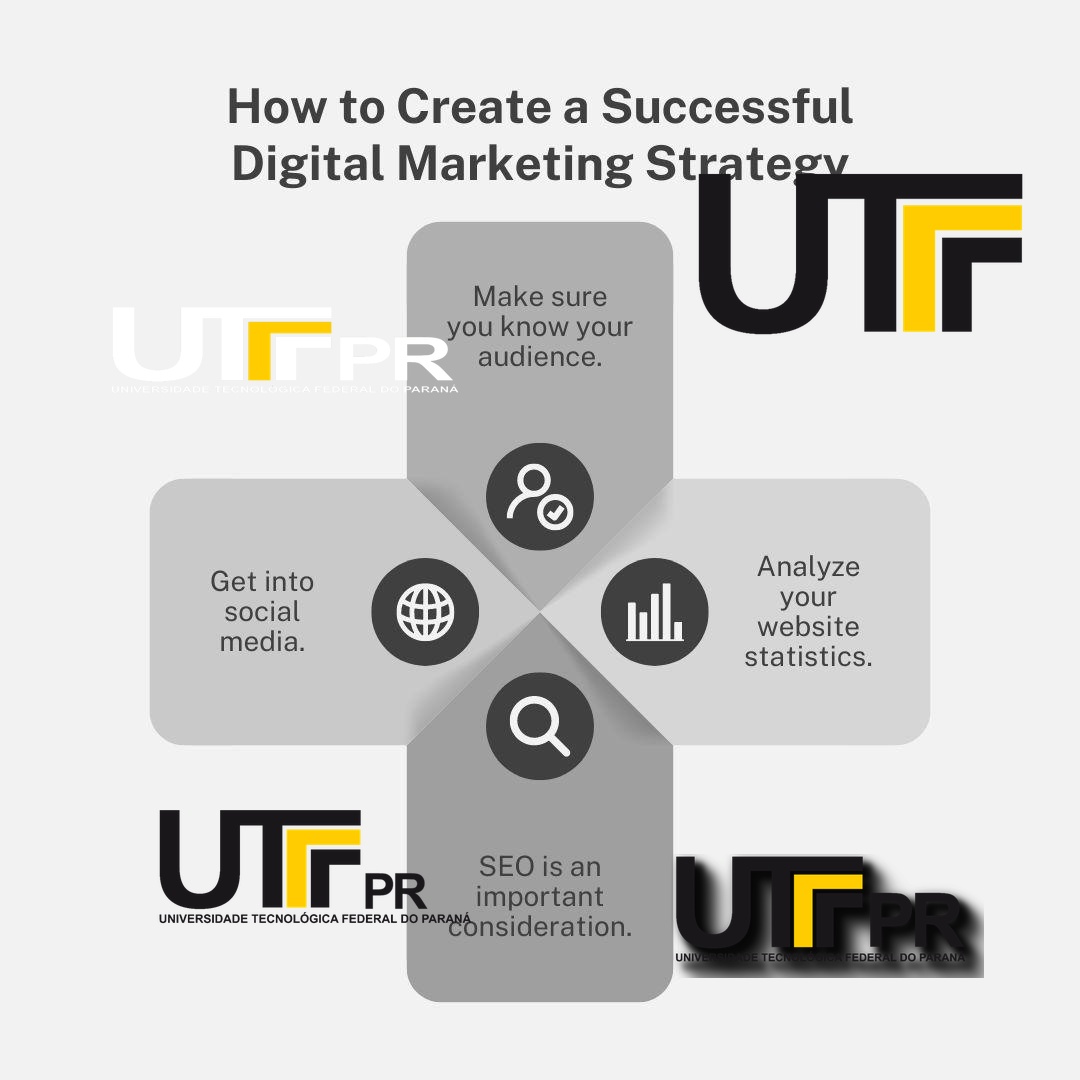 How to Create a Successful
Digital Marketing Strategy
UTF
Make sure
you know your
audience.
UTFPR
UNIVERSIDADE TECNOLÓGICA FEDERAL DO PARANÁ
Get into
social
media.
Analyze
your
website
statistics.
UTFPR
UNIVERSIDADE TECNOLÓGICA FEDERAL DO PARANÁ
SEO is an
important
consideration.
UTFPR
UNIVERSIDADE TECNOLÓGICA FEDERAL DO PARANÁ